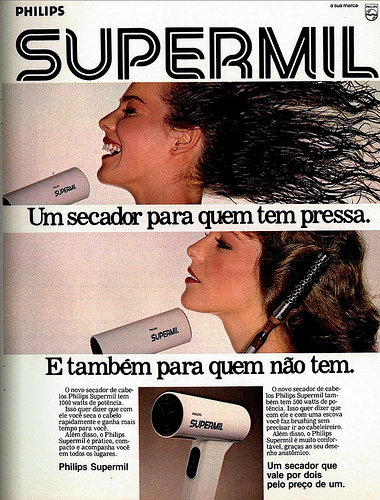 PHILIPS
a sua marca
PHILIPS
SUPERMIL
SUPERMIL
Um secador para quem tem pressa.
SUPERMIL
E também para quem não tem.
O novo secador de cabe-
los Philips Supermil tem
1000 watts de potência.
Isso quer dizer que com
ele você seca o cabelo
rapidamente e ganha mais
tempo para você.
Além disso, o Philips
Supermil é prático, com-
pacto e acompanha você
em todos os lugares.
Philips Supermil
SUPERMIL
O novo secador de cabe-
los Philips Supermil tam-
bém tem 500 watts de po-
tência. Isso quer dizer que
com ele e com uma escova
você faz brushing sem
precisar ir ao cabeleireiro.
Além disso, o Philips
Supermil é muito confor-
tável, graças ao seu dese-
nho anatômico.
Um secador que
vale por dois
pelo preço de um.